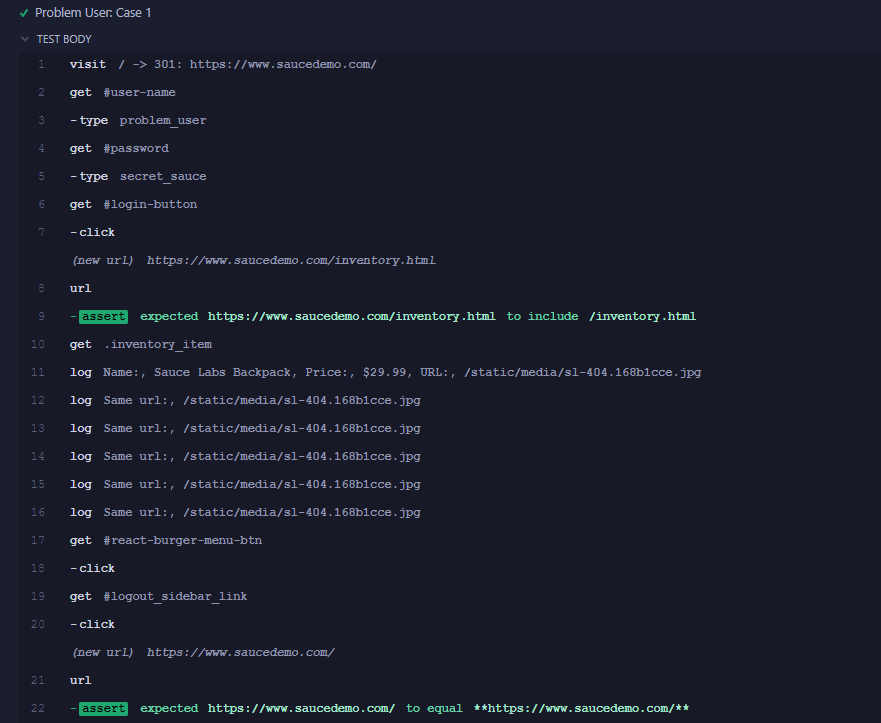 Problem User: Case 1
TEST BODY
1 visit / -> 301: https://www.saucedemo.com/
2 get #user-name
3 -type problem_user
4 get #password
5 -type secret_sauce
6 get #login-button
7 -click
(new url) https://www.saucedemo.com/inventory.html
8 url
9 -assert expected https://www.saucedemo.com/inventory.html to include /inventory.html
10 get .inventory_item
11 log Name:, Sauce Labs Backpack, Price:, $29.99, URL:, /static/media/sl-404.168b1cce.jpg
12 log Same url:, /static/media/sl-404.168b1cce.jpg
13 log Same url:, /static/media/sl-404.168b1cce.jpg
14 log Same url:, /static/media/sl-404.168b1cce.jpg
15 log Same url:, /static/media/sl-404.168b1cce.jpg
16 log Same url:, /static/media/sl-404.168b1cce.jpg
17 get #react-burger-menu-btn
18 -click
19 get #logout_sidebar_link
20 -click
(new url) https://www.saucedemo.com/
21 url
22 -assert expected https://www.saucedemo.com/ to equal **https://www.saucedemo.com/**